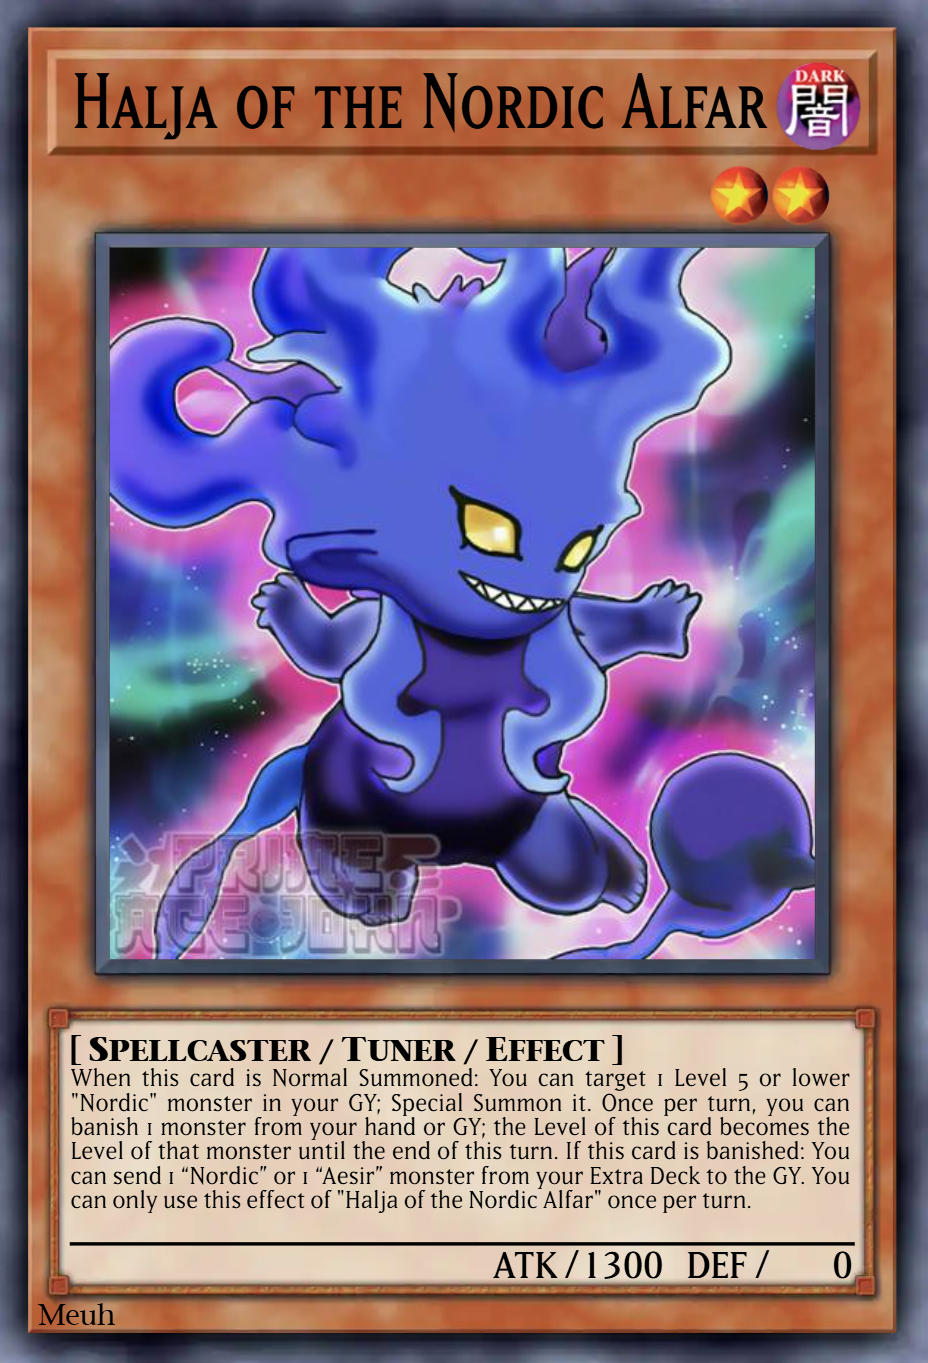 Halja of the Nordic Alfar
DARK
闇
[ Spellcaster / Tuner / Effect ]
When this card is Normal Summoned: You can target 1 Level 5 or lower
"Nordic" monster in your GY; Special Summon it. Once per turn, you can
banish 1 monster from your hand or GY; the Level of this card becomes the
Level of that monster until the end of this turn. If this card is banished: You
can send 1 “Nordic” or 1 “Aesir” monster from your Extra Deck to the GY. You
can only use this effect of "Halja of the Nordic Alfar" once per turn.
ATK / 1300 DEF / 0
Meuh
PRIME
ACE JOHN